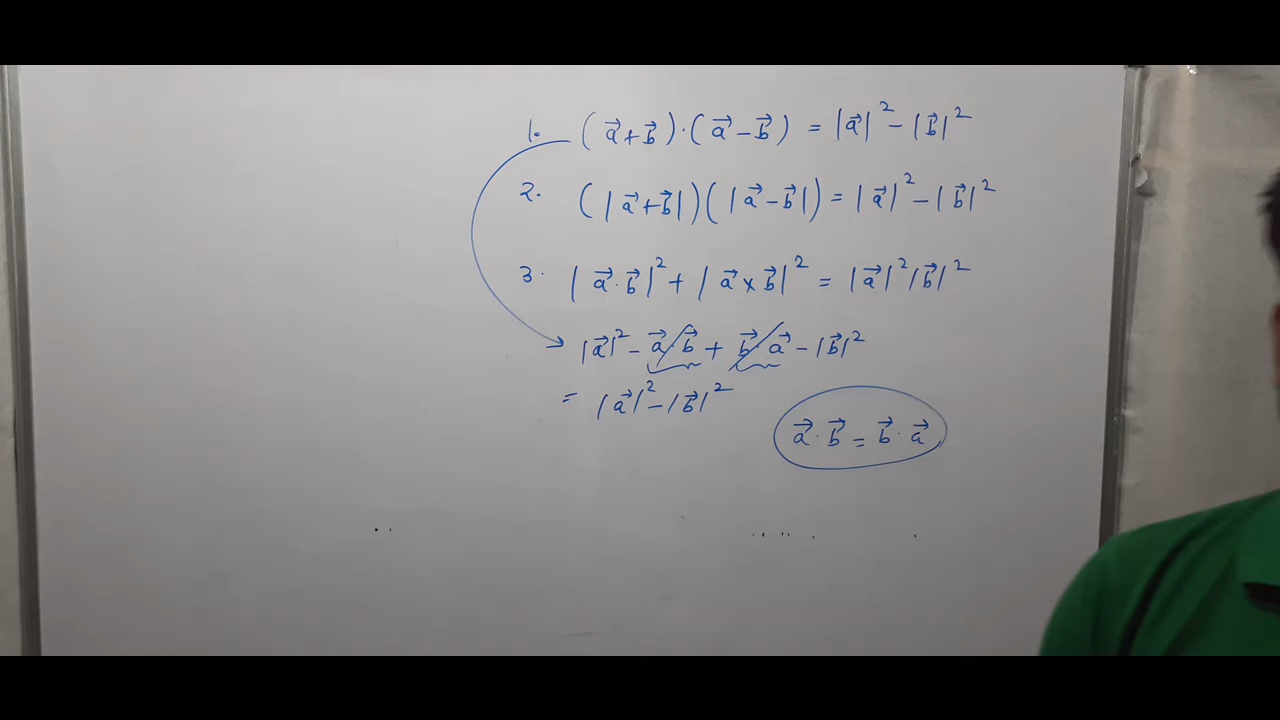 1. (a⃗+b⃗)·(a⃗−b⃗) = |a⃗|²−|b⃗|²
2. (|a⃗+b⃗|)(|a⃗−b⃗|) = |a⃗|²−|b⃗|²
3. |a⃗·b⃗|²+|a⃗×b⃗|² = |a⃗|²|b⃗|²
|a⃗|²−a⃗·b⃗+b⃗·a⃗−|b⃗|²
= |a⃗|²−|b⃗|²
a⃗·b⃗ = b⃗·a⃗